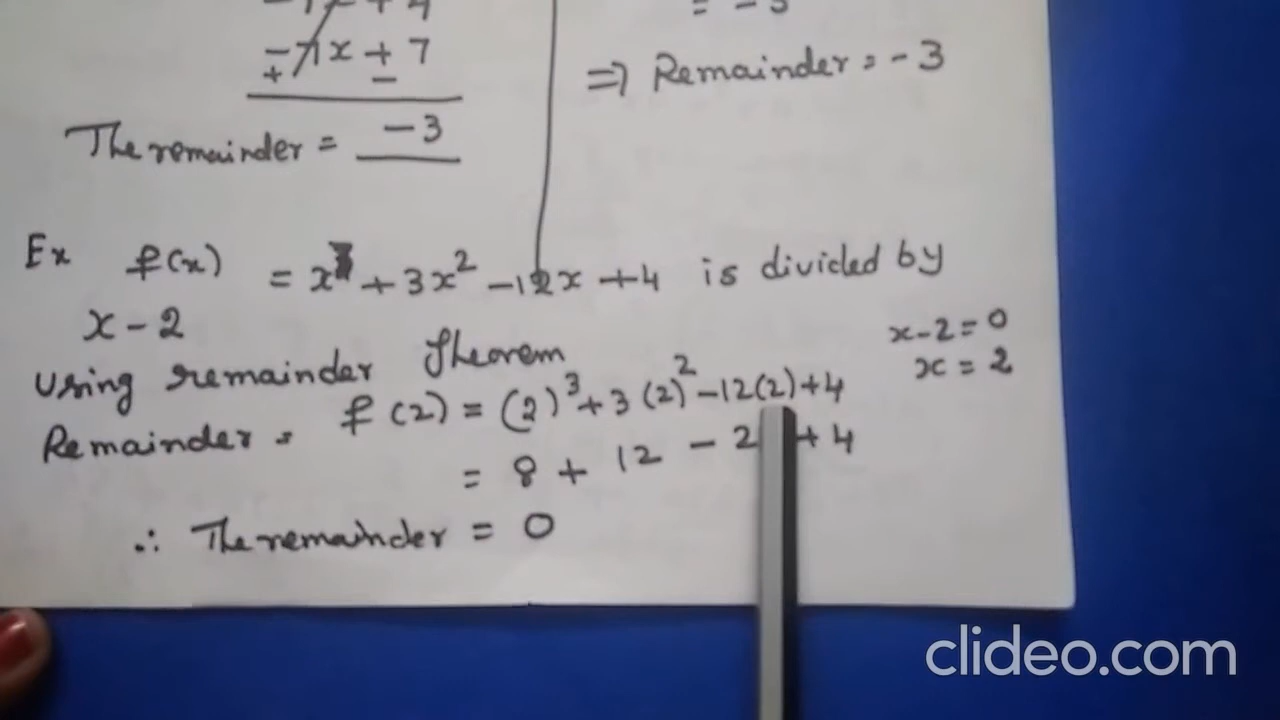 -7x + 7
+ -
The remainder = -3
= -3
=> Remainder = -3
Ex f(x) = x³ + 3x² - 12x + 4 is divided by
x - 2
x-2=0
x = 2
using remainder Theorem
Remainder = f(2) = (2)³ + 3(2)² - 12(2) + 4
= 8 + 12 - 2 + 4
∴ The remainder = 0
clideo.com